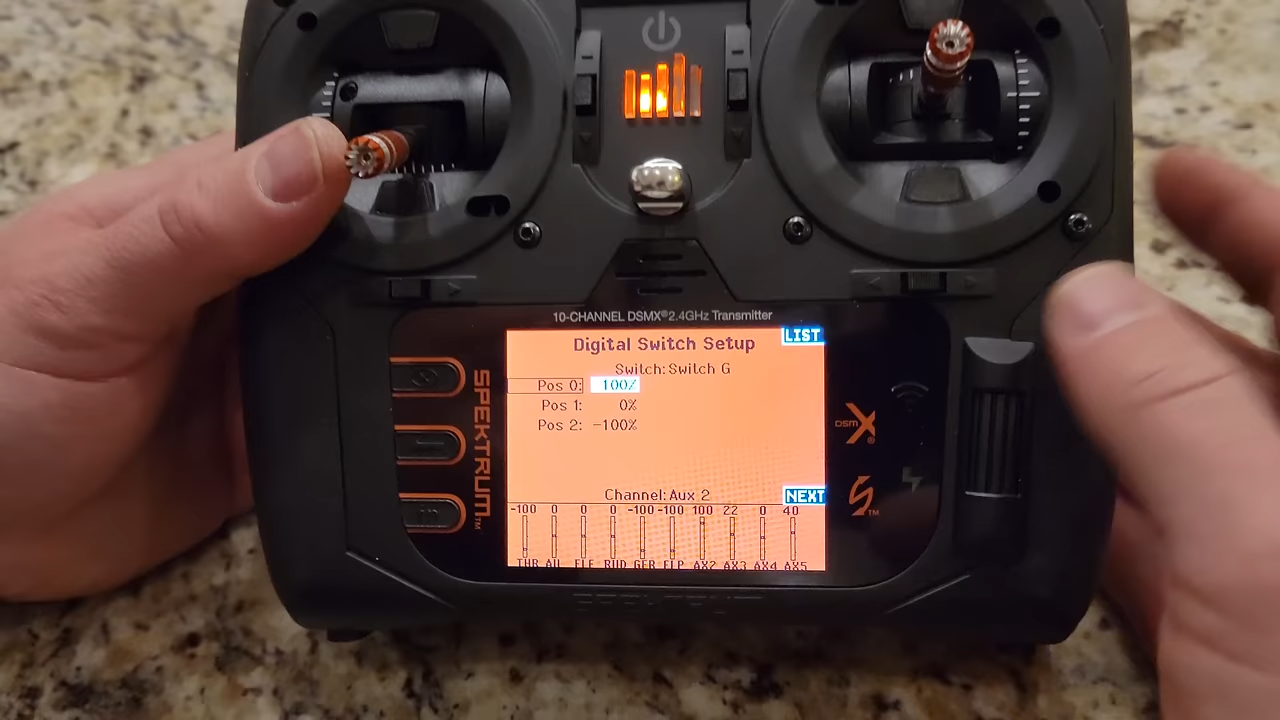 10-CHANNEL DSMX® 2.4GHz Transmitter
LIST
Digital Switch Setup
Switch: Switch G
Pos 0: 100%
Pos 1: 0%
Pos 2: -100%
Channel: Aux 2
NEXT
-100 0 0 0 -100 -100 100 22 0 40
THR AIL ELE RUD GER FLP AX2 AX3 AX4 AX5
SPEKTRUM™
DSM X®
S™